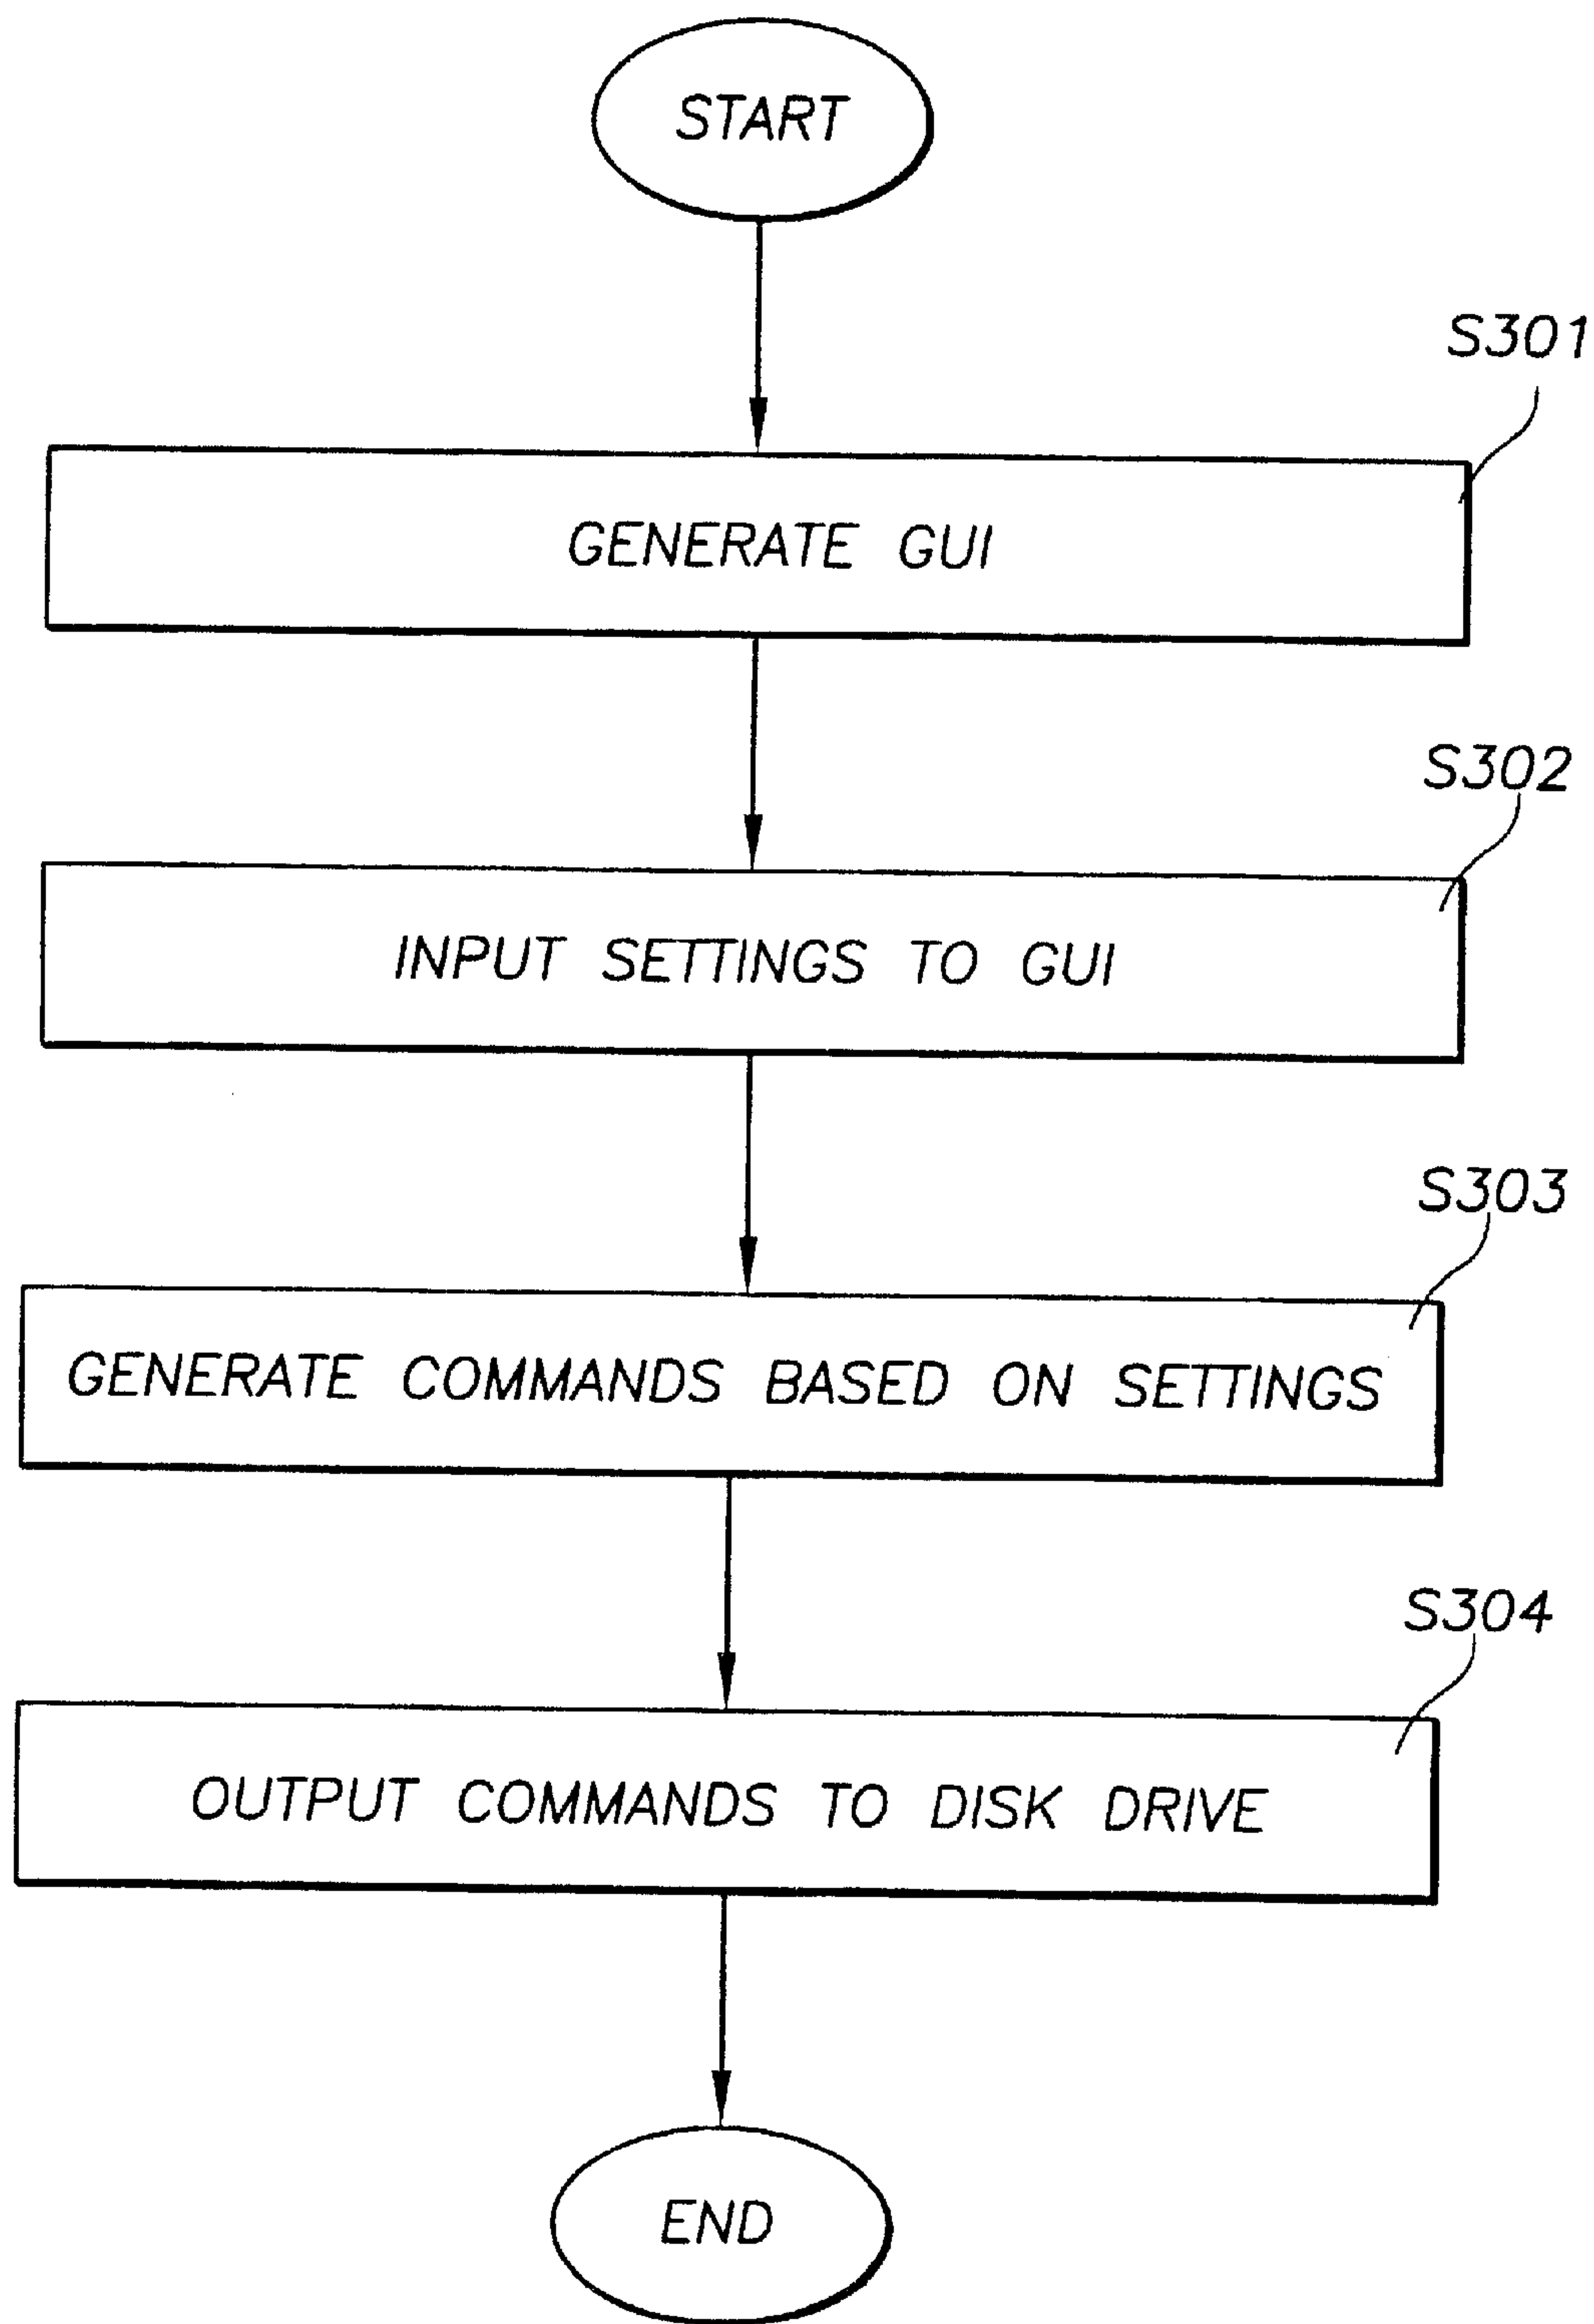 START
S301
GENERATE GUI
S302
INPUT SETTINGS TO GUI
S303
GENERATE COMMANDS BASED ON SETTINGS
S304
OUTPUT COMMANDS TO DISK DRIVE
END